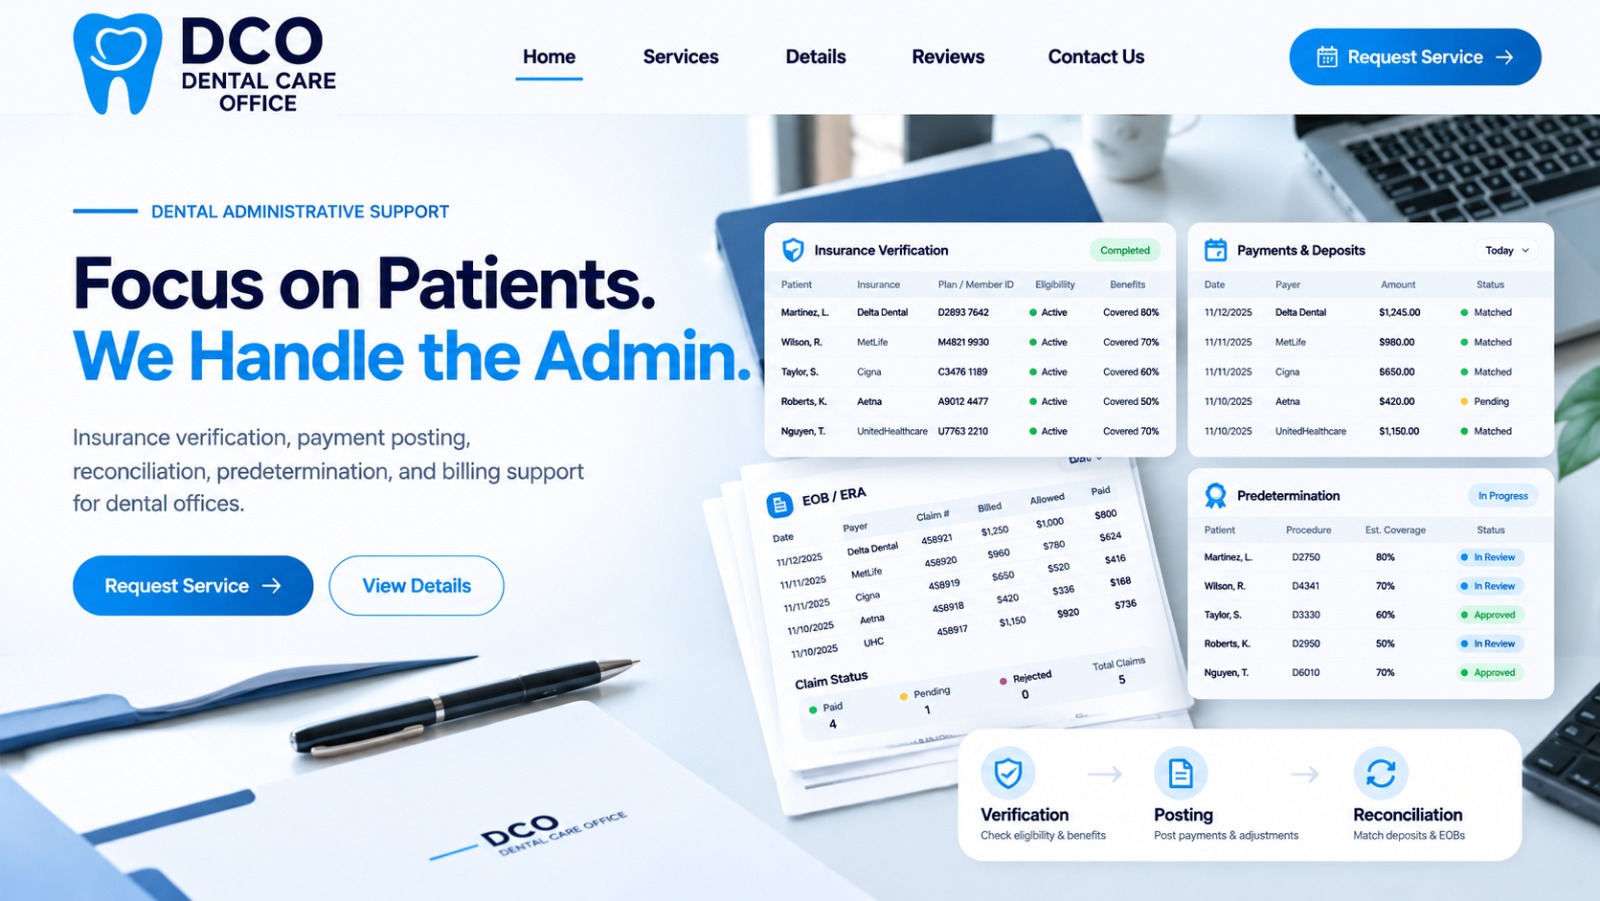 DCO
DENTAL CARE
OFFICE
Home Services Details Reviews Contact Us
Request Service
DENTAL ADMINISTRATIVE SUPPORT
Focus on Patients.
We Handle the Admin.
Insurance verification, payment posting,
reconciliation, predetermination, and billing support
for dental offices.
Request Service
View Details
Insurance Verification Completed
Patient Insurance Plan / Member ID Eligibility Benefits
Martinez, L. Delta Dental D2893 7642 Active Covered 80%
Wilson, R. MetLife M4821 9930 Active Covered 70%
Taylor, S. Cigna C3476 1189 Active Covered 60%
Roberts, K. Aetna A9012 4477 Active Covered 50%
Nguyen, T. UnitedHealthcare U7763 2210 Active Covered 70%
Payments & Deposits Today
Date Payer Amount Status
11/12/2025 Delta Dental $1,245.00 Matched
11/11/2025 MetLife $980.00 Matched
11/11/2025 Cigna $650.00 Matched
11/10/2025 Aetna $420.00 Pending
11/10/2025 UnitedHealthcare $1,150.00 Matched
EOB / ERA
Date Payer Claim # Billed Allowed Paid
11/12/2025 Delta Dental 458921 $1,250 $1,000 $800
11/11/2025 MetLife 458920 $960 $780 $624
11/11/2025 Cigna 458919 $650 $520 $416
11/10/2025 Aetna 458918 $420 $336 $168
11/10/2025 UHC 458917 $1,150 $920 $736
Claim Status
Paid Pending Rejected Total Claims
4 1 0 5
Predetermination In Progress
Patient Procedure Est. Coverage Status
Martinez, L. D2750 80% In Review
Wilson, R. D4341 70% In Review
Taylor, S. D3330 60% Approved
Roberts, K. D2950 50% In Review
Nguyen, T. D6010 70% Approved
Verification
Check eligibility & benefits
Posting
Post payments & adjustments
Reconciliation
Match deposits & EOBs
DCO
DENTAL CARE OFFICE